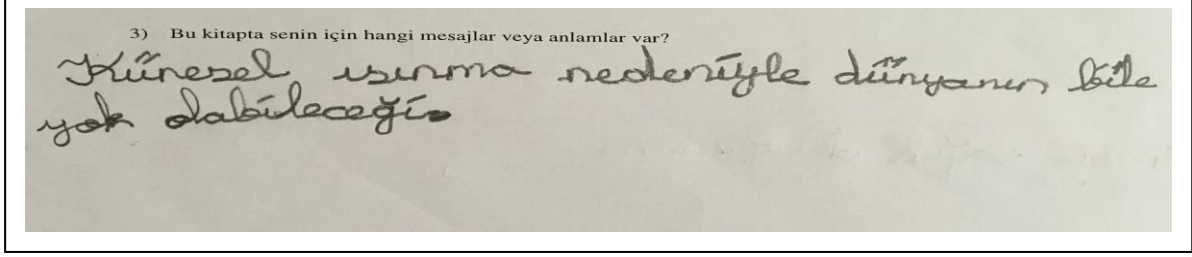 3) Bu kitapta senin için hangi mesajlar veya anlamlar var?
Küresel ısınma nedeniyle dünyanın bile
yok olabileceği.